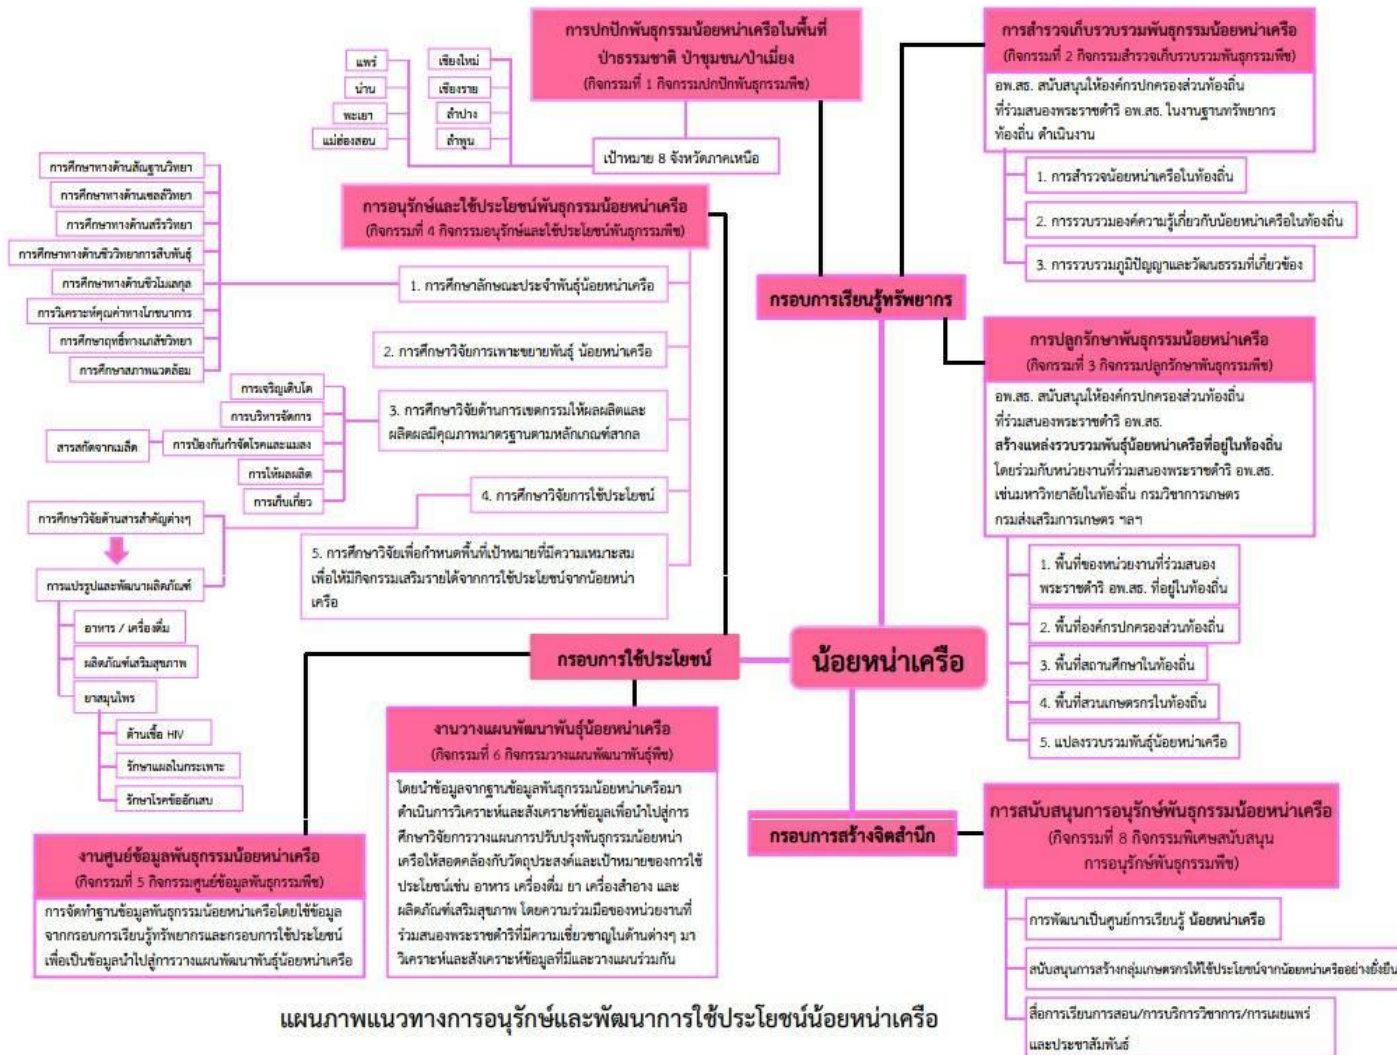 การปกปักพันธุกรรมน้อยหน่าเครือในพื้นที่
ป่าธรรมชาติ ป่าชุมชน/ป่าเมี่ยง
(กิจกรรมที่ 1 กิจกรรมปกปักพันธุกรรมพืช)
เป้าหมาย 8 จังหวัดภาคเหนือ
แพร่
น่าน
พะเยา
แม่ฮ่องสอน
เชียงใหม่
เชียงราย
ลำปาง
ลำพูน
การสำรวจเก็บรวบรวมพันธุกรรมน้อยหน่าเครือ
(กิจกรรมที่ 2 กิจกรรมสำรวจเก็บรวบรวมพันธุกรรมพืช)
อพ.สธ. สนับสนุนให้องค์กรปกครองส่วนท้องถิ่น
ที่ร่วมสนองพระราชดำริ อพ.สธ. ในงานฐานทรัพยากร
ท้องถิ่น ดำเนินงาน
1. การสำรวจน้อยหน่าเครือในท้องถิ่น
2. การรวบรวมองค์ความรู้เกี่ยวกับน้อยหน่าเครือในท้องถิ่น
3. การรวบรวมภูมิปัญญาและวัฒนธรรมที่เกี่ยวข้อง
กรอบการเรียนรู้ทรัพยากร
การปลูกรักษาพันธุกรรมน้อยหน่าเครือ
(กิจกรรมที่ 3 กิจกรรมปลูกรักษาพันธุกรรมพืช)
อพ.สธ. สนับสนุนให้องค์กรปกครองส่วนท้องถิ่น
ที่ร่วมสนองพระราชดำริ อพ.สธ.
สร้างแหล่งรวบรวมพันธุ์น้อยหน่าเครือที่อยู่ในท้องถิ่น
โดยร่วมกับหน่วยงานที่ร่วมสนองพระราชดำริ อพ.สธ.
เช่นมหาวิทยาลัยในท้องถิ่น กรมวิชาการเกษตร
กรมส่งเสริมการเกษตร ฯลฯ
1. พื้นที่ของหน่วยงานที่ร่วมสนอง
พระราชดำริ อพ.สธ. ที่อยู่ในท้องถิ่น
2. พื้นที่องค์กรปกครองส่วนท้องถิ่น
3. พื้นที่สถานศึกษาในท้องถิ่น
4. พื้นที่สวนเกษตรกรในท้องถิ่น
5. แปลงรวบรวมพันธุ์น้อยหน่าเครือ
การอนุรักษ์และใช้ประโยชน์พันธุกรรมน้อยหน่าเครือ
(กิจกรรมที่ 4 กิจกรรมอนุรักษ์และใช้ประโยชน์พันธุกรรมพืช)
1. การศึกษาลักษณะประจำพันธุ์น้อยหน่าเครือ
การศึกษาทางด้านสัณฐานวิทยา
การศึกษาทางด้านเซลล์วิทยา
การศึกษาทางด้านสรีรวิทยา
การศึกษาทางด้านชีววิทยาการสืบพันธุ์
การศึกษาทางด้านชีวโมเลกุล
การวิเคราะห์คุณค่าทางโภชนาการ
การศึกษาฤทธิ์ทางเภสัชวิทยา
การศึกษาสภาพแวดล้อม
2. การศึกษาวิจัยการเพาะขยายพันธุ์ น้อยหน่าเครือ
3. การศึกษาวิจัยด้านการเขตกรรมให้ผลผลิตและ
ผลิตผลมีคุณภาพมาตรฐานตามหลักเกณฑ์สากล
การเจริญเติบโต
การบริหารจัดการ
การป้องกันกำจัดโรคและแมลง
สารสกัดจากเมล็ด
การให้ผลผลิต
การเก็บเกี่ยว
4. การศึกษาวิจัยการใช้ประโยชน์
การศึกษาวิจัยด้านสารสำคัญต่างๆ
การแปรรูปและพัฒนาผลิตภัณฑ์
อาหาร / เครื่องดื่ม
ผลิตภัณฑ์เสริมสุขภาพ
ยาสมุนไพร
ต้านเชื้อ HIV
รักษาแผลในกระเพาะ
รักษาโรคข้ออักเสบ
5. การศึกษาวิจัยเพื่อกำหนดพื้นที่เป้าหมายที่มีความเหมาะสม
เพื่อให้มีกิจกรรมเสริมรายได้จากการใช้ประโยชน์จากน้อยหน่า
เครือ
กรอบการใช้ประโยชน์
น้อยหน่าเครือ
งานวางแผนพัฒนาพันธุ์น้อยหน่าเครือ
(กิจกรรมที่ 6 กิจกรรมวางแผนพัฒนาพันธุ์พืช)
โดยนำข้อมูลจากฐานข้อมูลพันธุกรรมน้อยหน่าเครือมา
ดำเนินการวิเคราะห์และสังเคราะห์ข้อมูลเพื่อนำไปสู่การ
ศึกษาวิจัยการวางแผนการปรับปรุงพันธุกรรมน้อยหน่า
เครือให้สอดคล้องกับวัตถุประสงค์และเป้าหมายของการใช้
ประโยชน์เช่น อาหาร เครื่องดื่ม ยา เครื่องสำอาง และ
ผลิตภัณฑ์เสริมสุขภาพ โดยความร่วมมือของหน่วยงานที่
ร่วมสนองพระราชดำริที่มีความเชี่ยวชาญในด้านต่างๆ มา
วิเคราะห์และสังเคราะห์ข้อมูลที่มีและวางแผนร่วมกัน
งานศูนย์ข้อมูลพันธุกรรมน้อยหน่าเครือ
(กิจกรรมที่ 5 กิจกรรมศูนย์ข้อมูลพันธุกรรมพืช)
การจัดทำฐานข้อมูลพันธุกรรมน้อยหน่าเครือโดยใช้ข้อมูล
จากกรอบการเรียนรู้ทรัพยากรและกรอบการใช้ประโยชน์
เพื่อเป็นข้อมูลนำไปสู่การวางแผนพัฒนาพันธุ์น้อยหน่าเครือ
กรอบการสร้างจิตสำนึก
การสนับสนุนการอนุรักษ์พันธุกรรมน้อยหน่าเครือ
(กิจกรรมที่ 8 กิจกรรมพิเศษสนับสนุน
การอนุรักษ์พันธุกรรมพืช)
การพัฒนาเป็นศูนย์การเรียนรู้ น้อยหน่าเครือ
สนับสนุนการสร้างกลุ่มเกษตรกรให้ใช้ประโยชน์จากน้อยหน่าเครืออย่างยั่งยืน
สื่อการเรียนการสอน/การบริการวิชาการ/การเผยแพร่
และประชาสัมพันธ์
แผนภาพแนวทางการอนุรักษ์และพัฒนาการใช้ประโยชน์น้อยหน่าเครือ